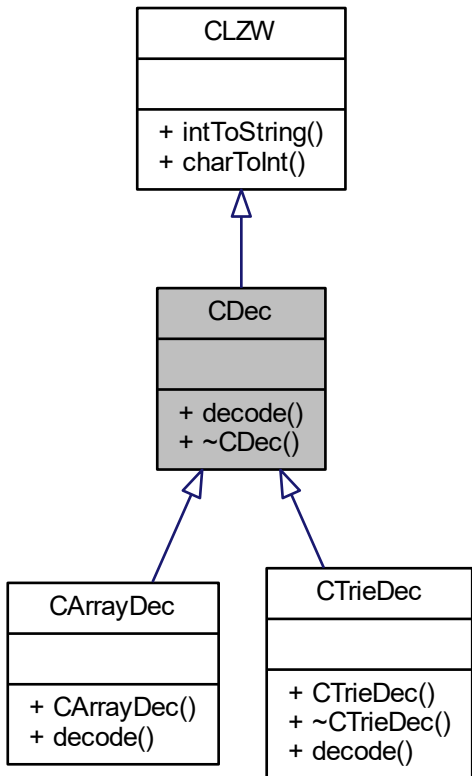 CLZW
+ intToString()
+ charToInt()
CDec
+ decode()
+ ~CDec()
CArrayDec
+ CArrayDec()
+ decode()
CTrieDec
+ CTrieDec()
+ ~CTrieDec()
+ decode()